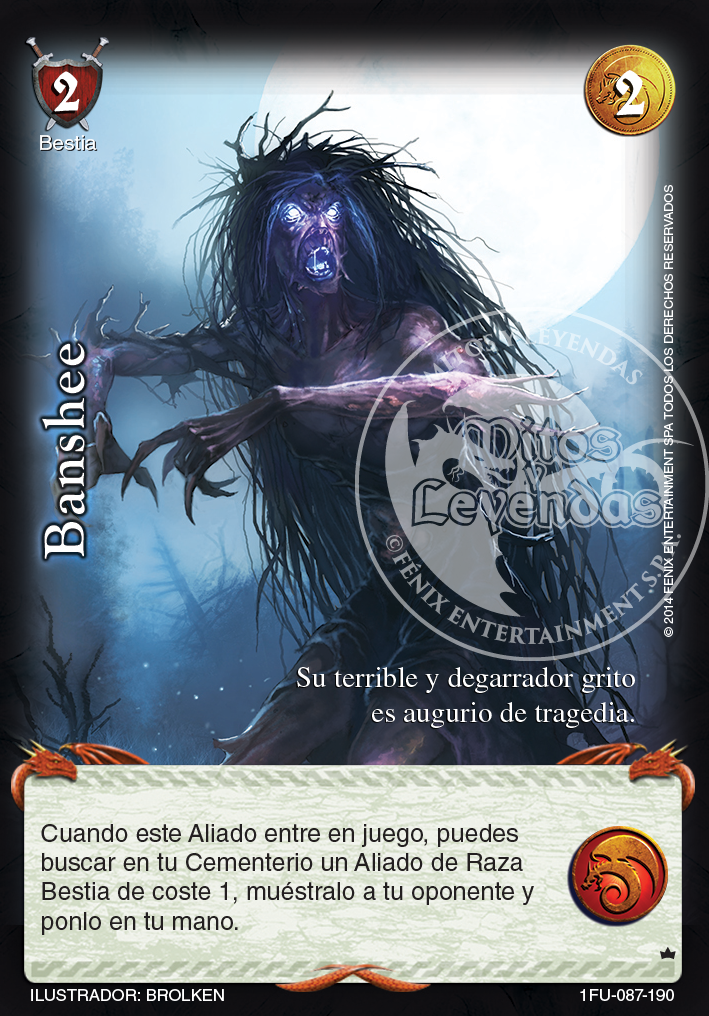 2
Bestia
2
Banshee
© 2014 FENIX ENTERTAINMENT SPA TODOS LOS DERECHOS RESERVADOS
MITOS Y LEYENDAS
Mitos
y
Leyendas
© FÉNIX ENTERTAINMENT S.P.A.
Su terrible y degarrador grito
es augurio de tragedia.
Cuando este Aliado entre en juego, puedes
buscar en tu Cementerio un Aliado de Raza
Bestia de coste 1, muéstralo a tu oponente y
ponlo en tu mano.
ILUSTRADOR: BROLKEN
1FU-087-190